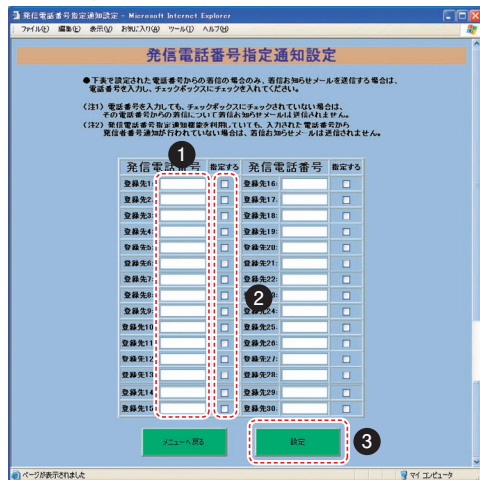 発信電話番号指定通知設定 - Microsoft Internet Explorer
ファイル(F) 編集(E) 表示(V) お気に入り(A) ツール(T) ヘルプ(H)
発信電話番号指定通知設定
●下表で設定された電話番号からの着信の場合のみ、着信お知らせメールを送信する場合は、
電話番号を入力し、チェックボックスにチェックを入れてください。
(注1) 電話番号を入力しても、チェックボックスにチェックされていない場合は、
その電話番号からの着信について着信お知らせメールは送信されません。
(注2) 発信電話番号指定通知機能を利用していても、入力された電話番号から
発信者番号通知が行われていない場合は、着信お知らせメールは送信されません。
1
発信電話番号 指定する 発信電話番号 指定する
登録先1: 登録先16:
登録先2: 登録先17:
登録先3: 登録先18:
登録先4: 登録先19:
登録先5: 登録先20:
登録先6: 登録先21:
登録先7: 登録先22:
登録先8:
2
登録先9: 24:
登録先10 登録先25:
登録先11 登録先26:
登録先12 登録先27:
登録先13 登録先28:
登録先14 登録先29:
登録先15 登録先30:
メニューへ戻る 設定 3
ページが表示されました マイ コンピュータ